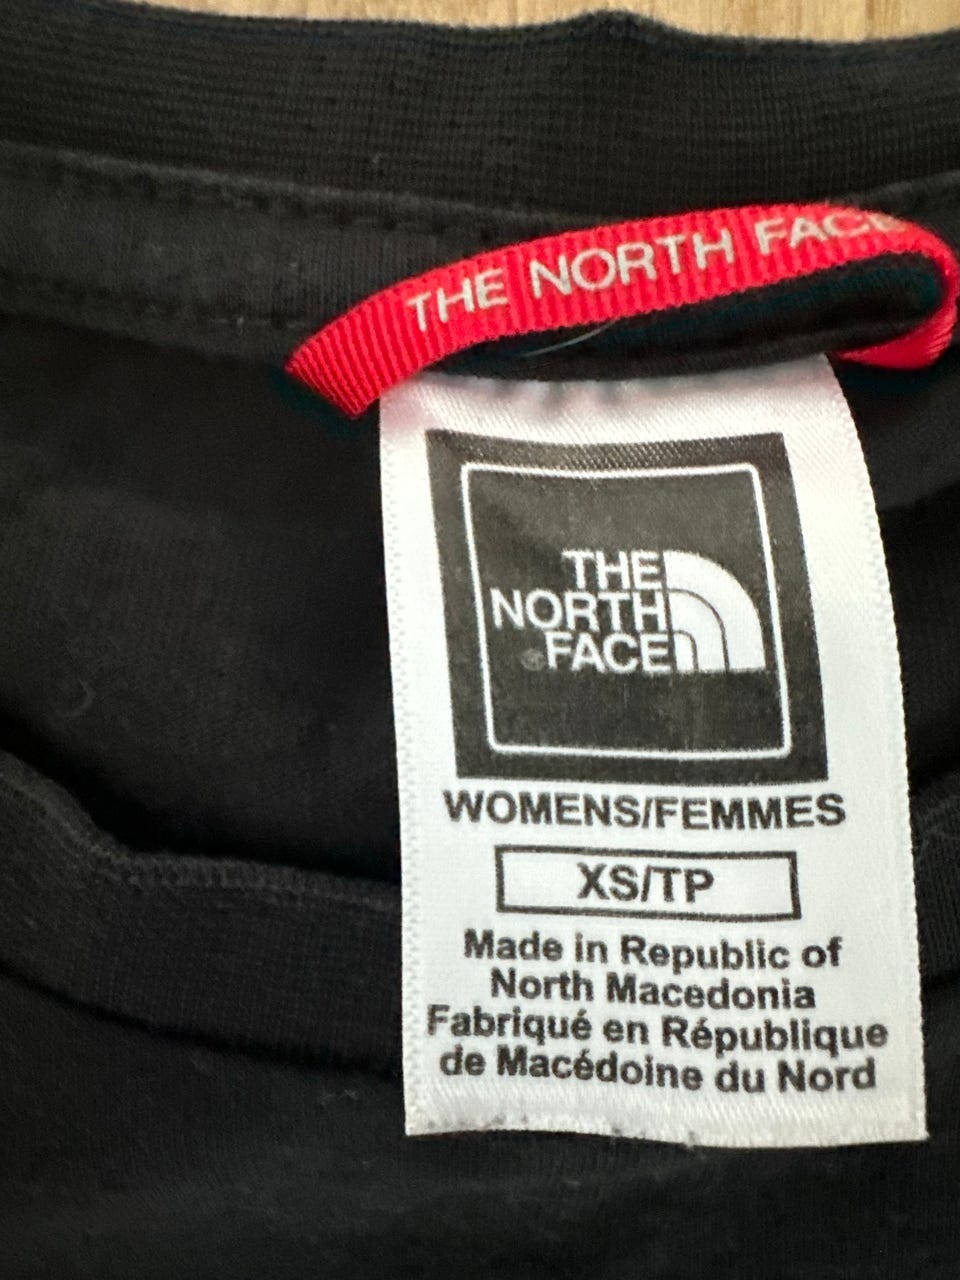 THE NORTH FACE
THE
NORTH
FACE
WOMENS/FEMMES
XS/TP
Made in Republic of
North Macedonia
Fabriqué en République
de Macédoine du Nord